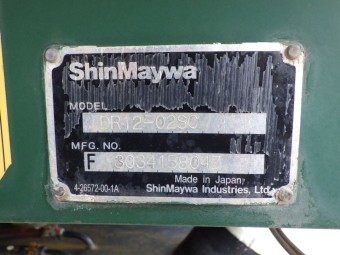 ShinMaywa
MODEL
MFG. NO.
F
Made in Japan
4-26572-00-1A ShinMaywa Industries, Ltd.